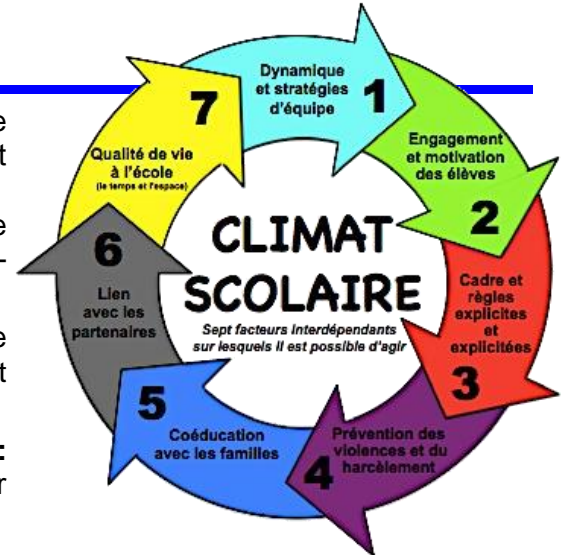 e
t
e
-
e
t
:
r
CLIMAT
SCOLAIRE
Sept facteurs interdépendants
sur lesquels il est possible d'agir
Dynamique
et stratégies
d'équipe
1
Engagement
et motivation
des élèves
2
Cadre et
règles
explicites
et
explicitées
3
Prévention des
violences et du
harcèlement
4
5
Coéducation
avec les familles
6
Lien
avec les
partenaires
7
Qualité de vie
à l'école
(le temps et l'espace)